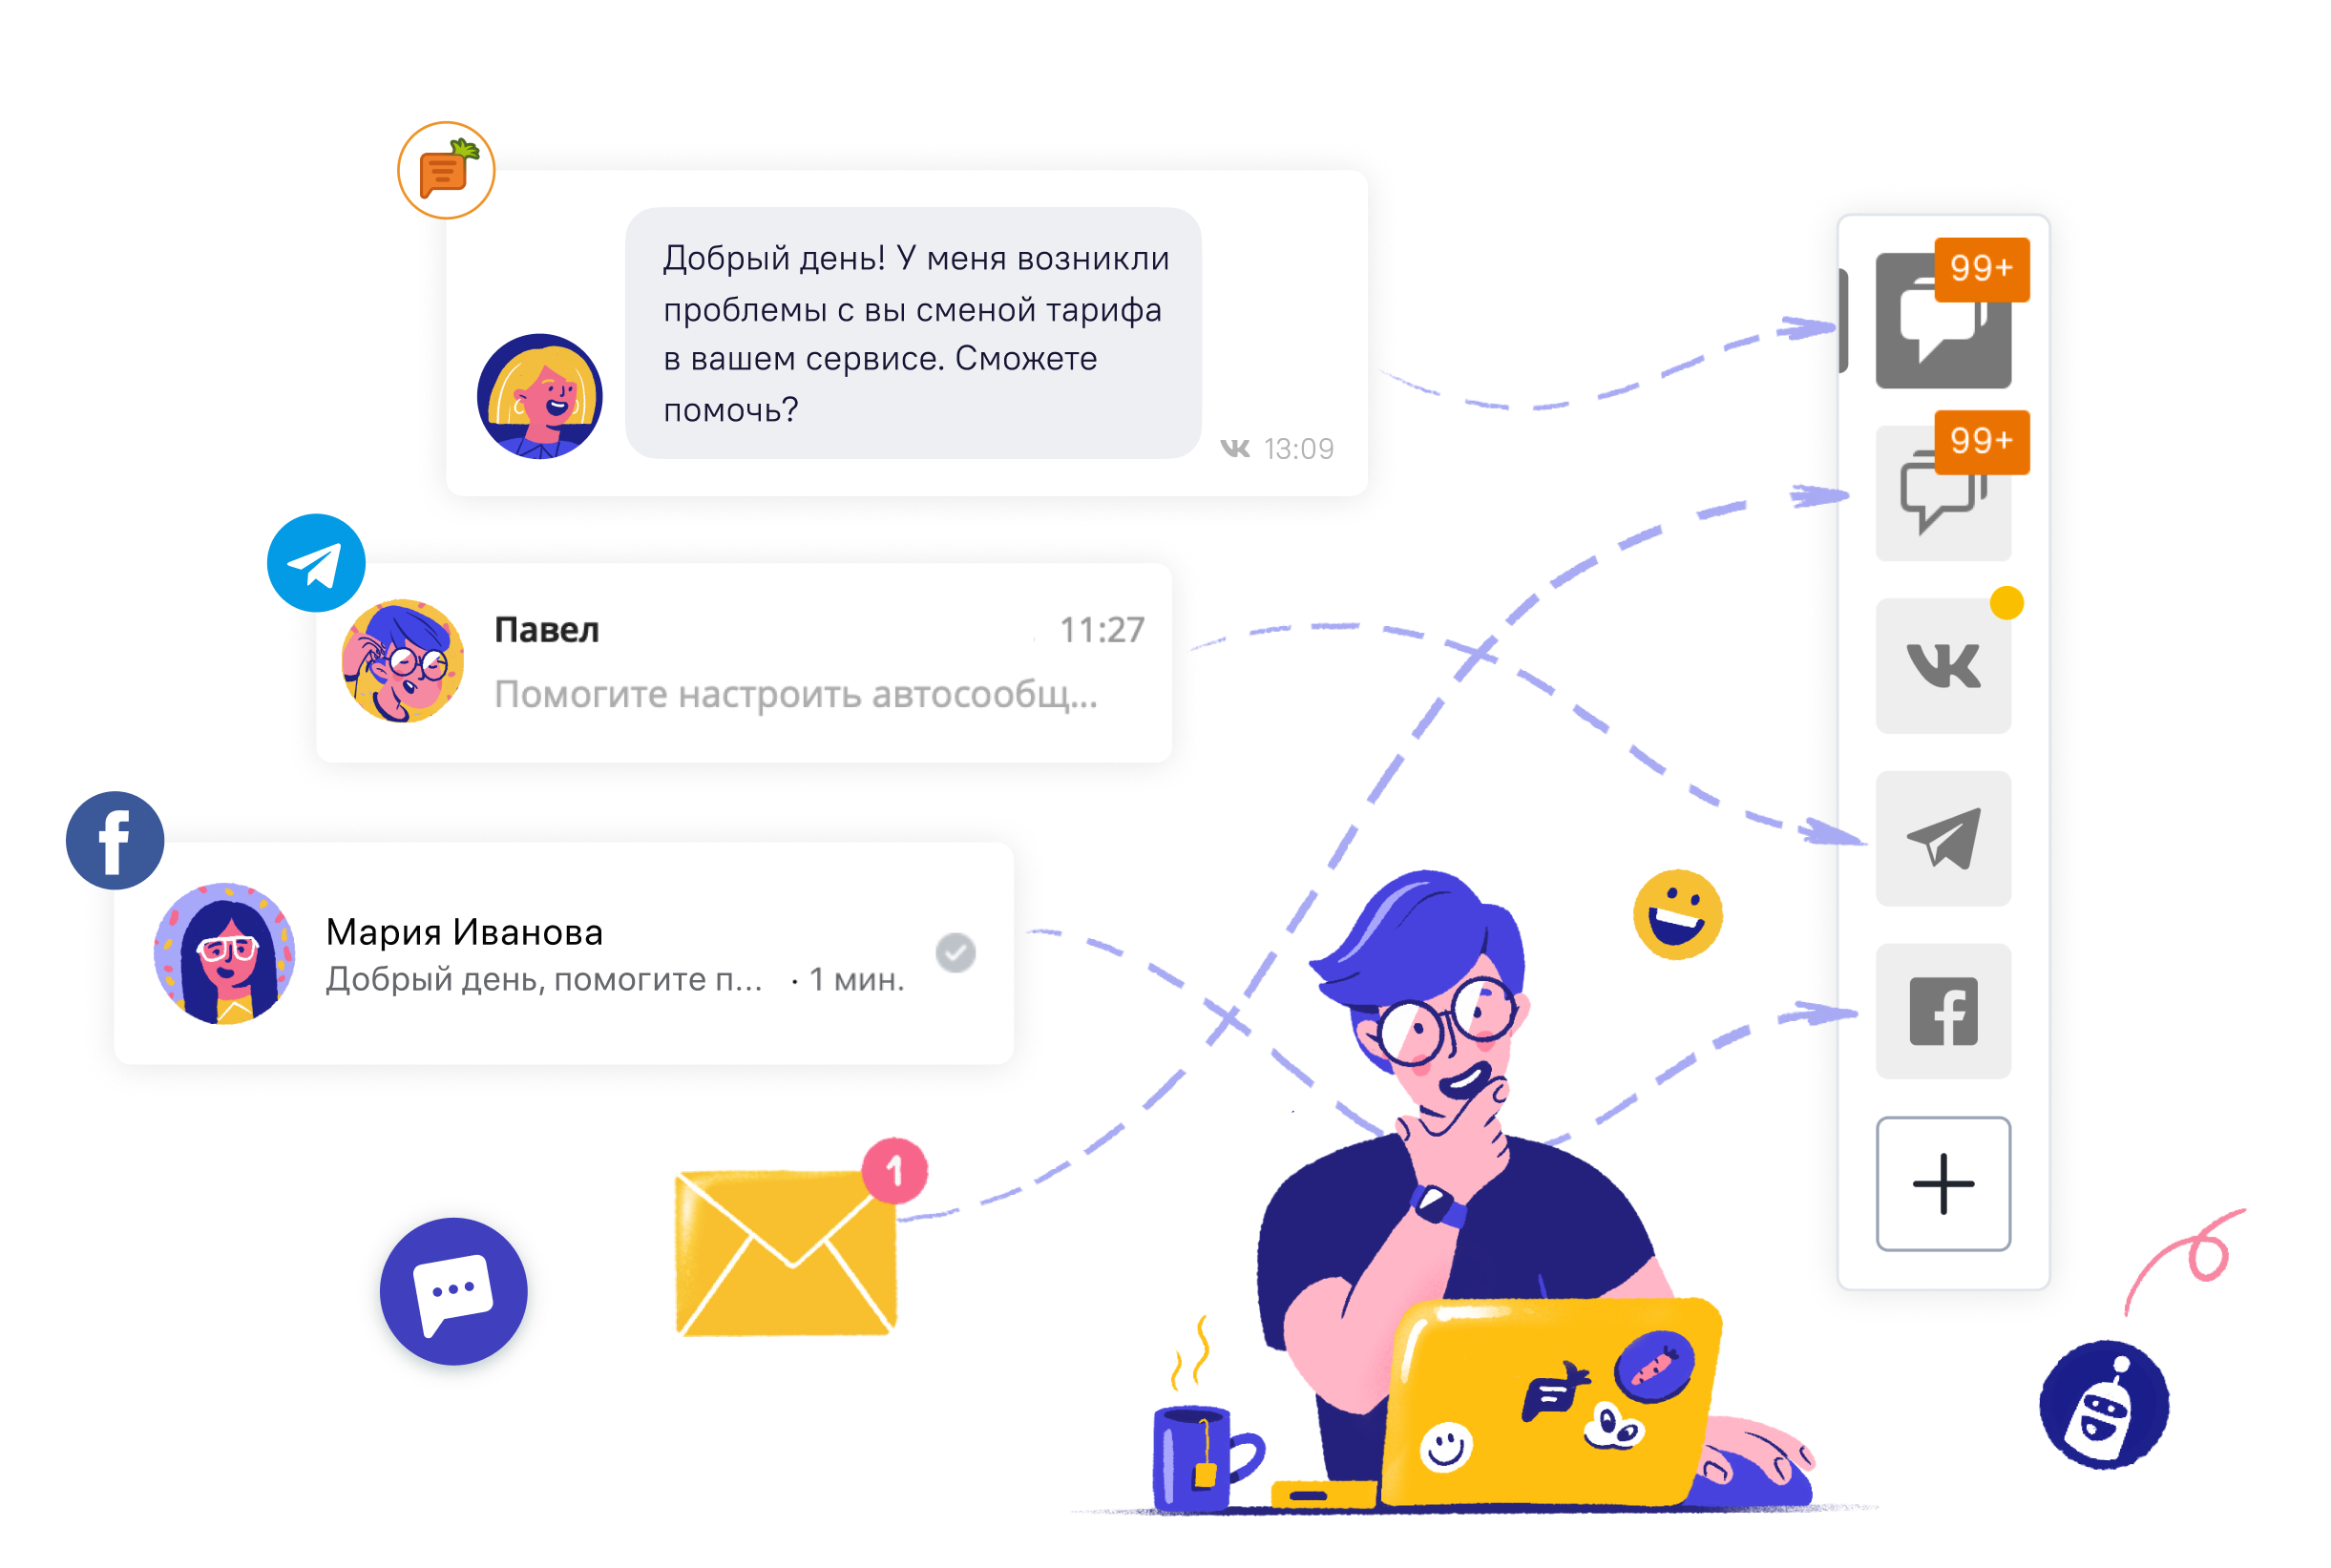 Добрый день! У меня возникли
проблемы с вы сменой тарифа
в вашем сервисе. Сможете
помочь?
13:09
Павел
11:27
Помогите настроить автосообщ...
Мария Иванова
Добрый день, помогите п... · 1 мин.
1
99+
99+